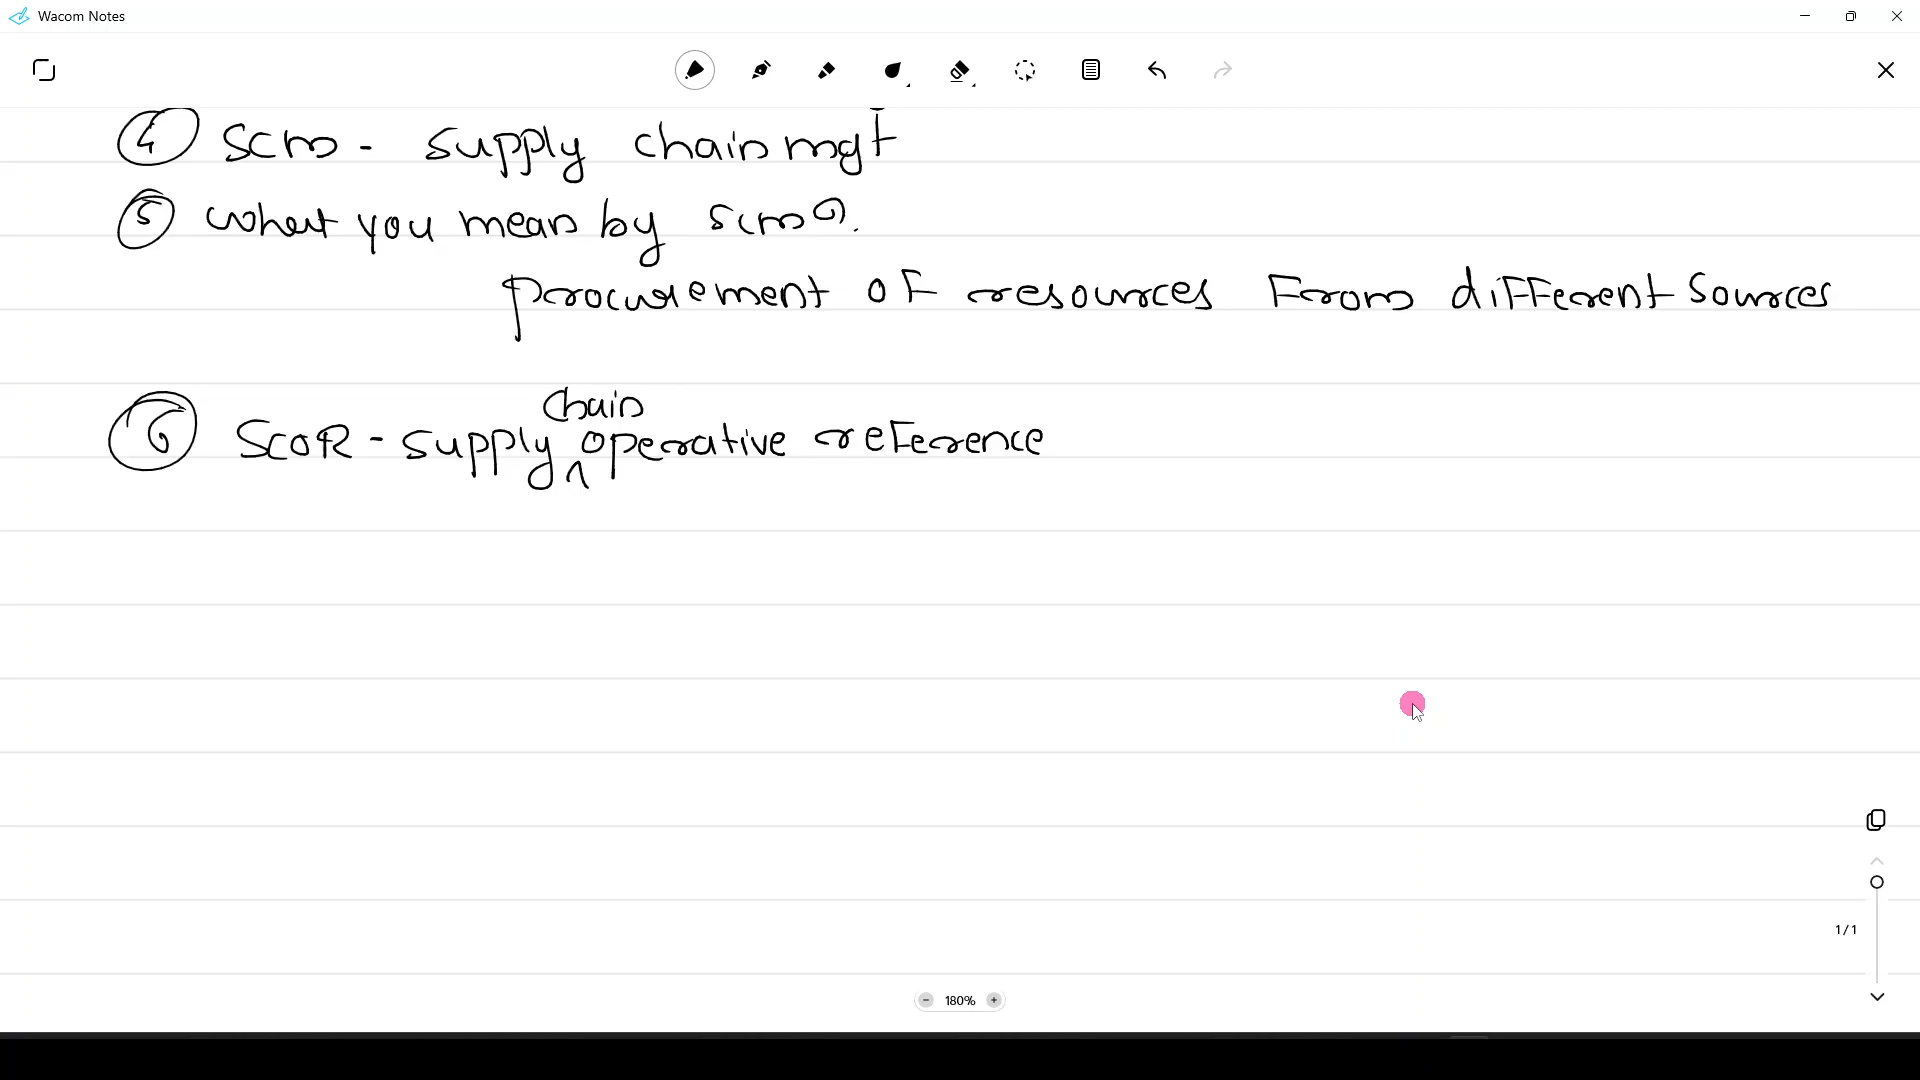 Wacom Notes
④ SCM - supply chain mgt
⑤ what you mean by SCM?
procurement of resources From different Sources
chain
⑥ SCOR - supply ^ operative reference
1/1
180%